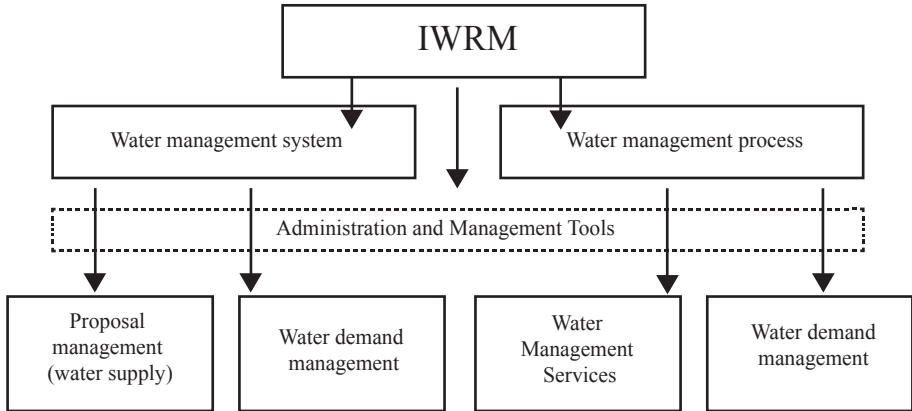 IWRM
Water management system
Water management process
Administration and Management Tools
Proposal
management
(water supply)
Water demand
management
Water
Management
Services
Water demand
management